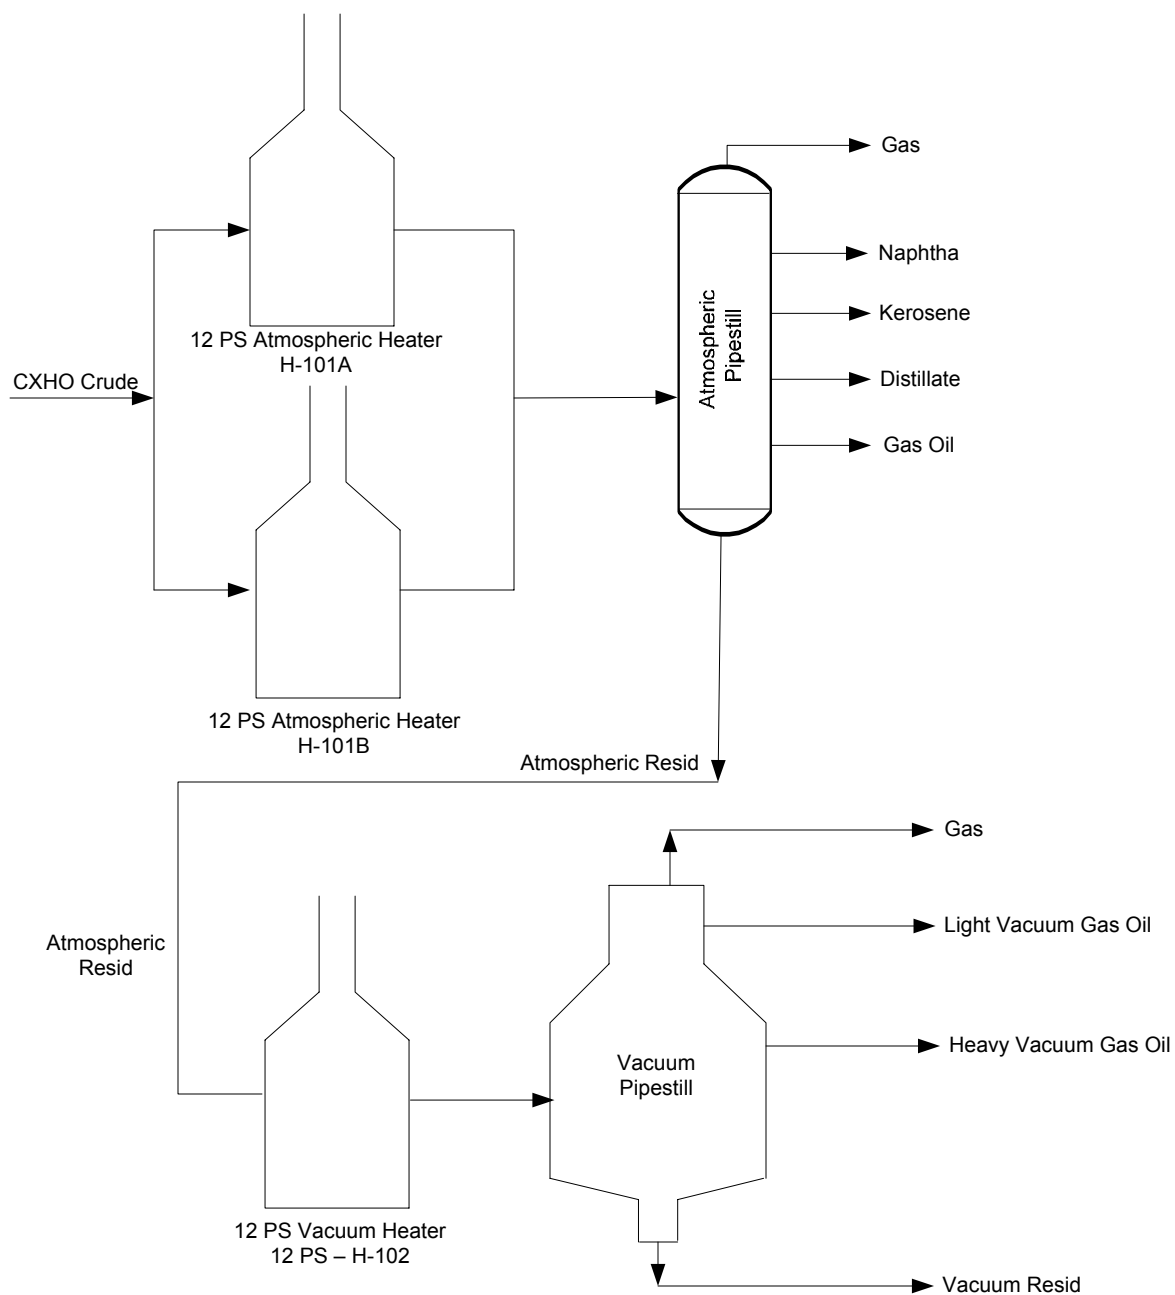 Gas
Naphtha
Kerosene
Distillate
Gas Oil
Atmospheric
Pipestill
12 PS Atmospheric Heater
H-101A
CXHO Crude
12 PS Atmospheric Heater
H-101B
Atmospheric Resid
Gas
Light Vacuum Gas Oil
Atmospheric
Resid
Heavy Vacuum Gas Oil
Vacuum
Pipestill
12 PS Vacuum Heater
12 PS – H-102
Vacuum Resid